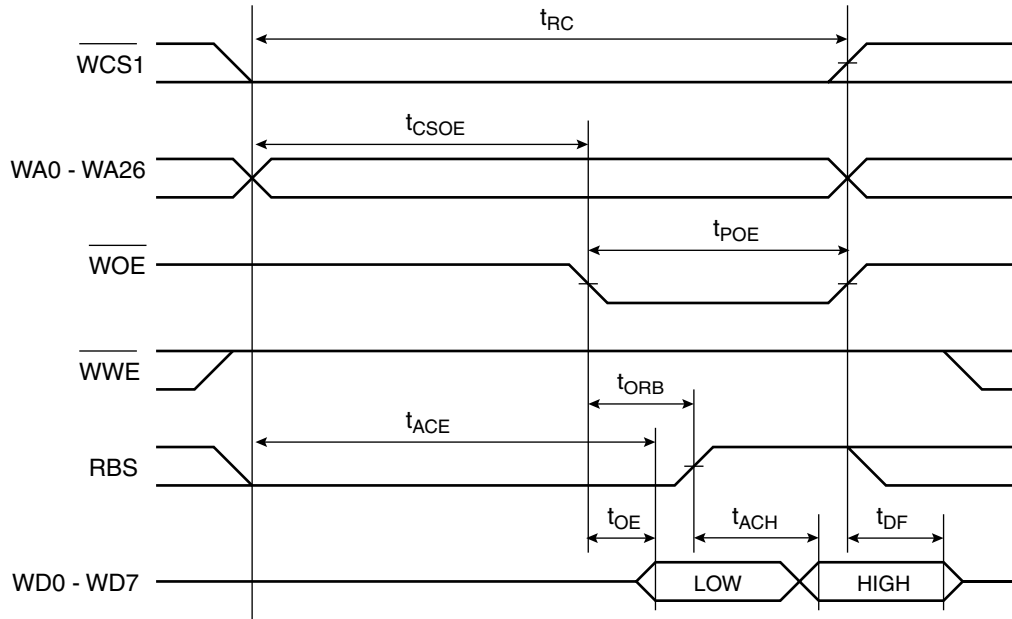 tRC
WCS1
tCSOE
WA0 - WA26
tPOE
WOE
WWE
tORB
tACE
RBS
tOE
tACH
tDF
WD0 - WD7
LOW
HIGH